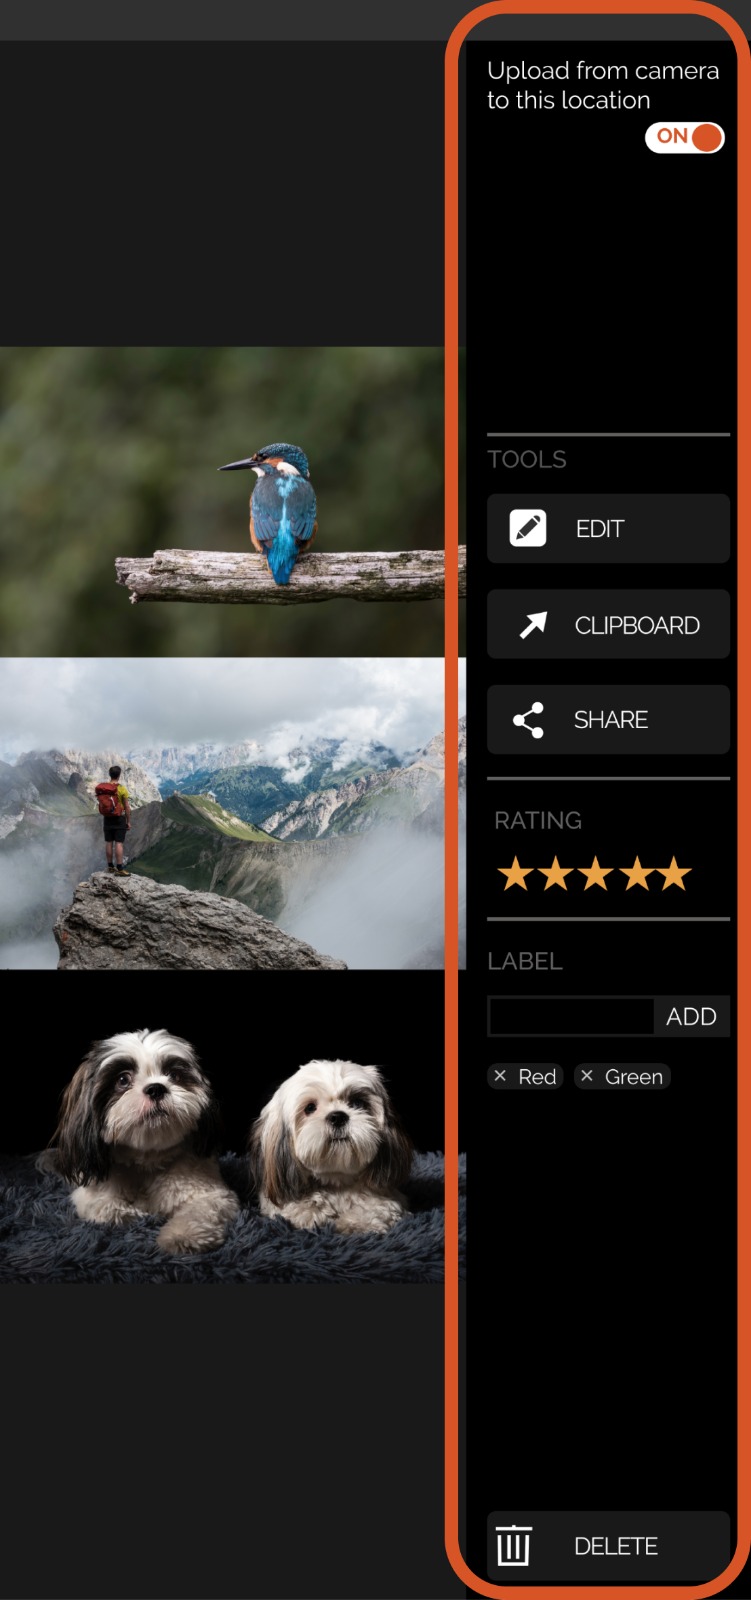 Upload from camera
to this location
ON
TOOLS
EDIT
CLIPBOARD
SHARE
RATING
LABEL
ADD
× Red × Green
DELETE